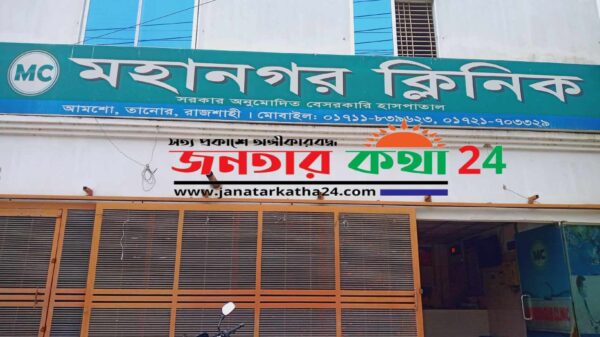 MC
মহানগর ক্লিনিক
সরকার অনুমোদিত বেসরকারি হাসপাতাল
আমশো, তানোর, রাজশাহী । মোবাইল: ০১৭১১-৮৩৯৬২৩, ০১৭২১-৭০৩৩২৯
সত্য প্রকাশে অঙ্গীকারবদ্ধ
জনতার কথা 24
www.janatarkatha24.com
MC